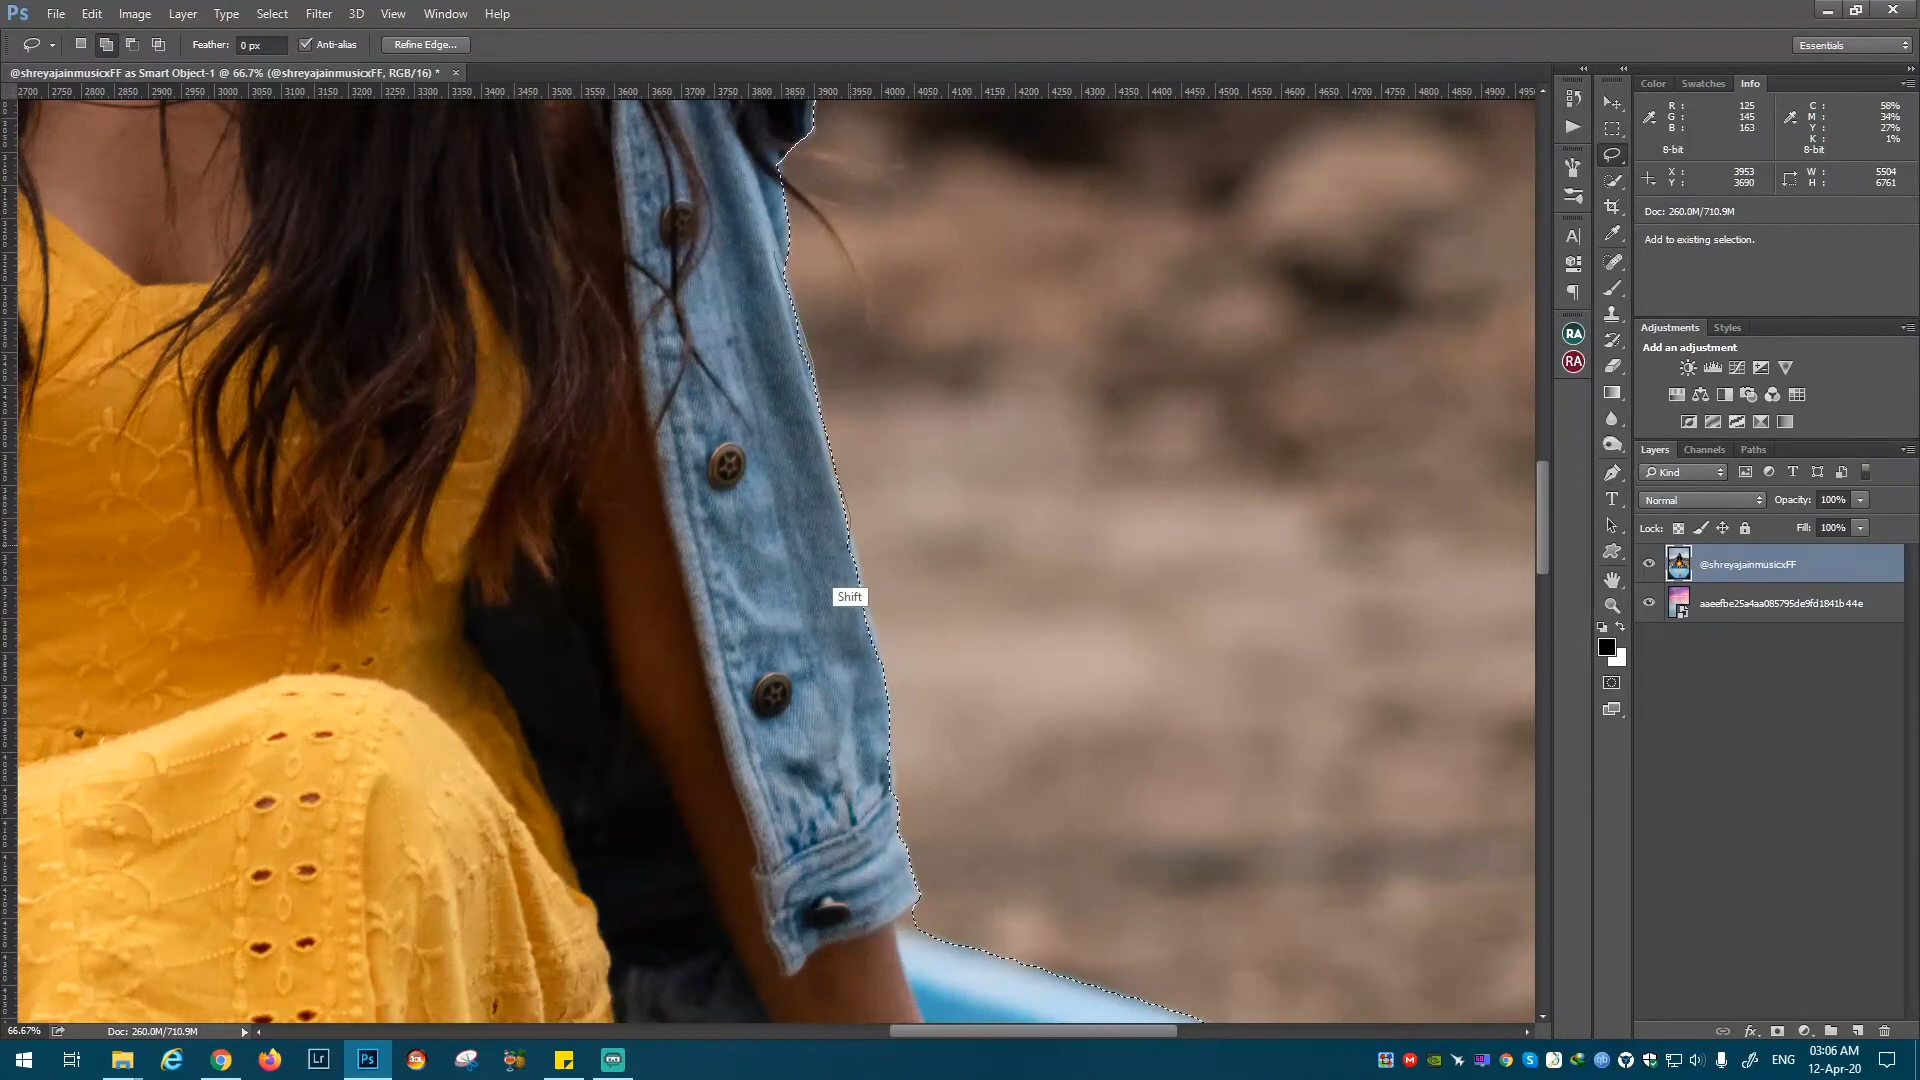 Ps File Edit Image Layer Type Select Filter 3D View Window Help
Feather: 0 px Anti-alias Refine Edge... Essentials
@shreyajainmusicxFF as Smart Object-1 @ 66.7% (@shreyajainmusicxFF, RGB/16) * ×
2700 2750 2800 2850 2900 2950 3000 3050 3100 3150 3200 3250 3300 3350 3400 3450 3500 3550 3600 3650 3700 3750 3800 3850 3900 3950 4000 4050 4100 4150 4200 4250 4300 4350 4400 4450 4500 4550 4600 4650 4700 4750 4800 4850 4900 4950
Color Swatches Info
R : 125 C : 58%
G : 145 M : 34%
B : 163 Y : 27%
K : 1%
8-bit 8-bit
X : 3953 W : 5504
Y : 3690 H : 6761
Doc: 260.0M/710.9M
Add to existing selection.
Adjustments Styles
Add an adjustment
RA
RA
Layers Channels Paths
Kind
Normal Opacity: 100%
Lock: Fill: 100%
@shreyajainmusicxFF
aaeefbe25a4aa085795de9fd1841b44e
Shift
66.67% Doc: 260.0M/710.9M
Lr Ps ENG 03:06 AM
12-Apr-20